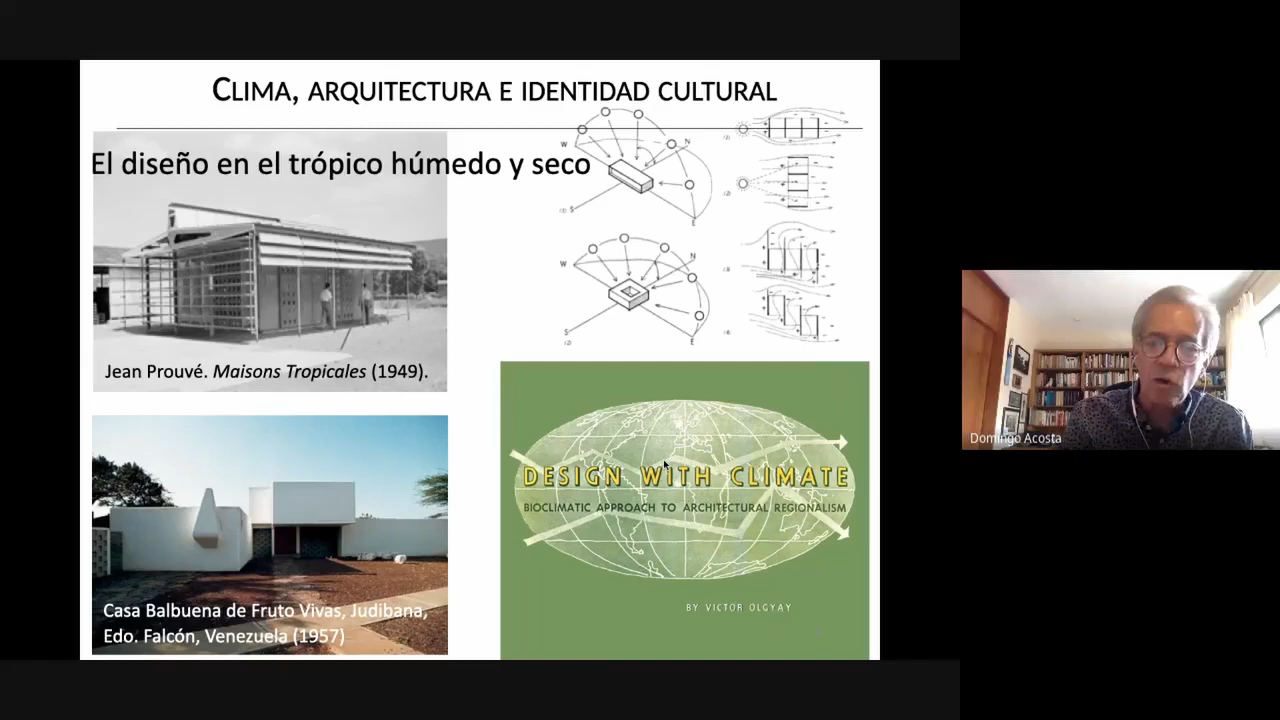 CLIMA, ARQUITECTURA E IDENTIDAD CULTURAL
El diseño en el trópico húmedo y seco
Jean Prouvé. Maisons Tropicales (1949).
Casa Balbuena de Fruto Vivas, Judibana,
Edo. Falcón, Venezuela (1957)
W
N
S
E
W
N
S
E
DESIGN WITH CLIMATE
BIOCLIMATIC APPROACH TO ARCHITECTURAL REGIONALISM
BY VICTOR OLGYAY
Domingo Acosta